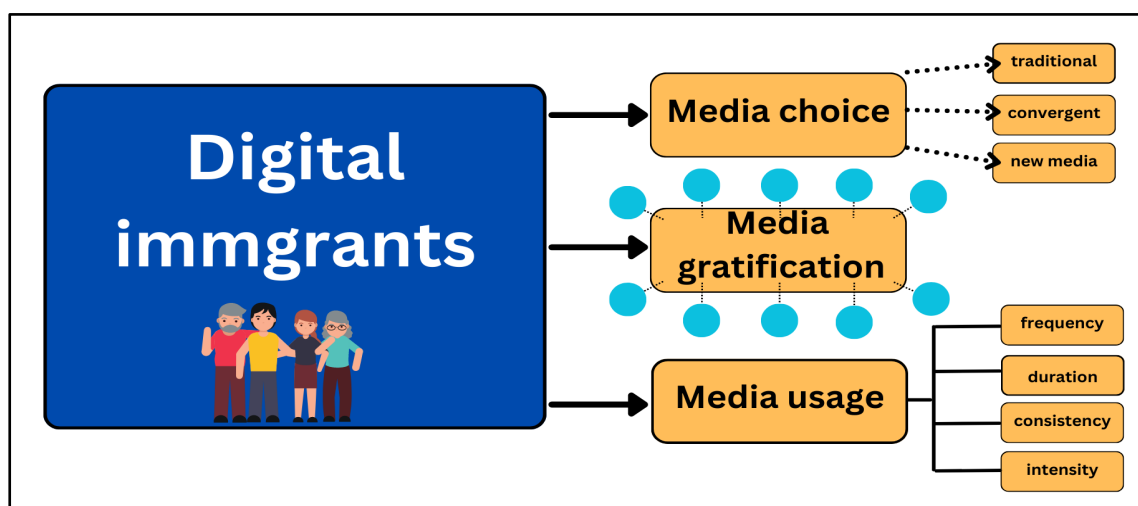 Digital
immgrants
Media choice
traditional
convergent
new media
Media
gratification
Media usage
frequency
duration
consistency
intensity